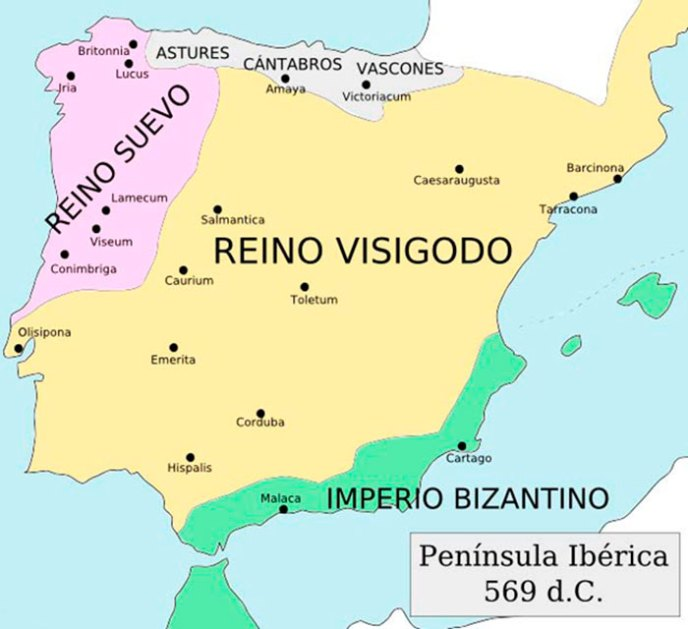 Britonnia
ASTURES
CÁNTABROS
VASCONES
Lucus
Iria
Amaya
Victoriacum
REINO SUEVO
Caesaraugusta
Barcinona
Lamecum
Tarracona
Salmantica
Viseum
REINO VISIGODO
Conimbriga
Caurium
Toletum
Olisipona
Emerita
Corduba
Hispalis
Cartago
Malaca
IMPERIO BIZANTINO
Península Ibérica
569 d.C.